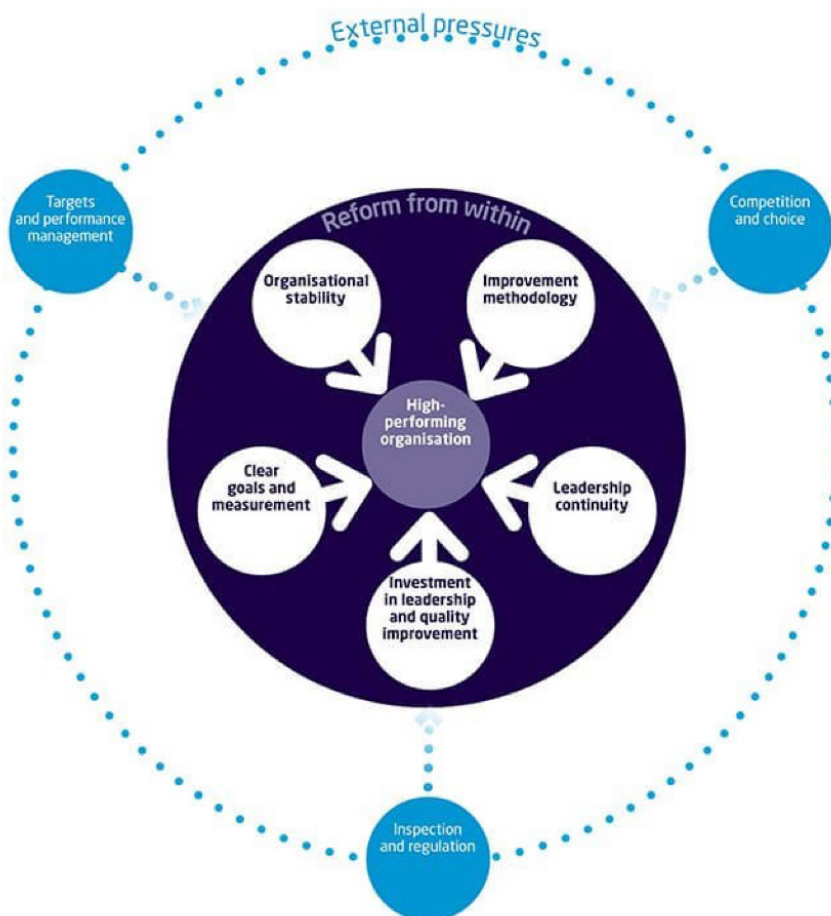 External pressures
Targets
and performance
management
Competition
and choice
Reform from within
Organisational
stability
Improvement
methodology
High-
performing
organisation
Clear
goals and
measurement
Leadership
continuity
Investment
in leadership
and quality
improvement
Inspection
and regulation